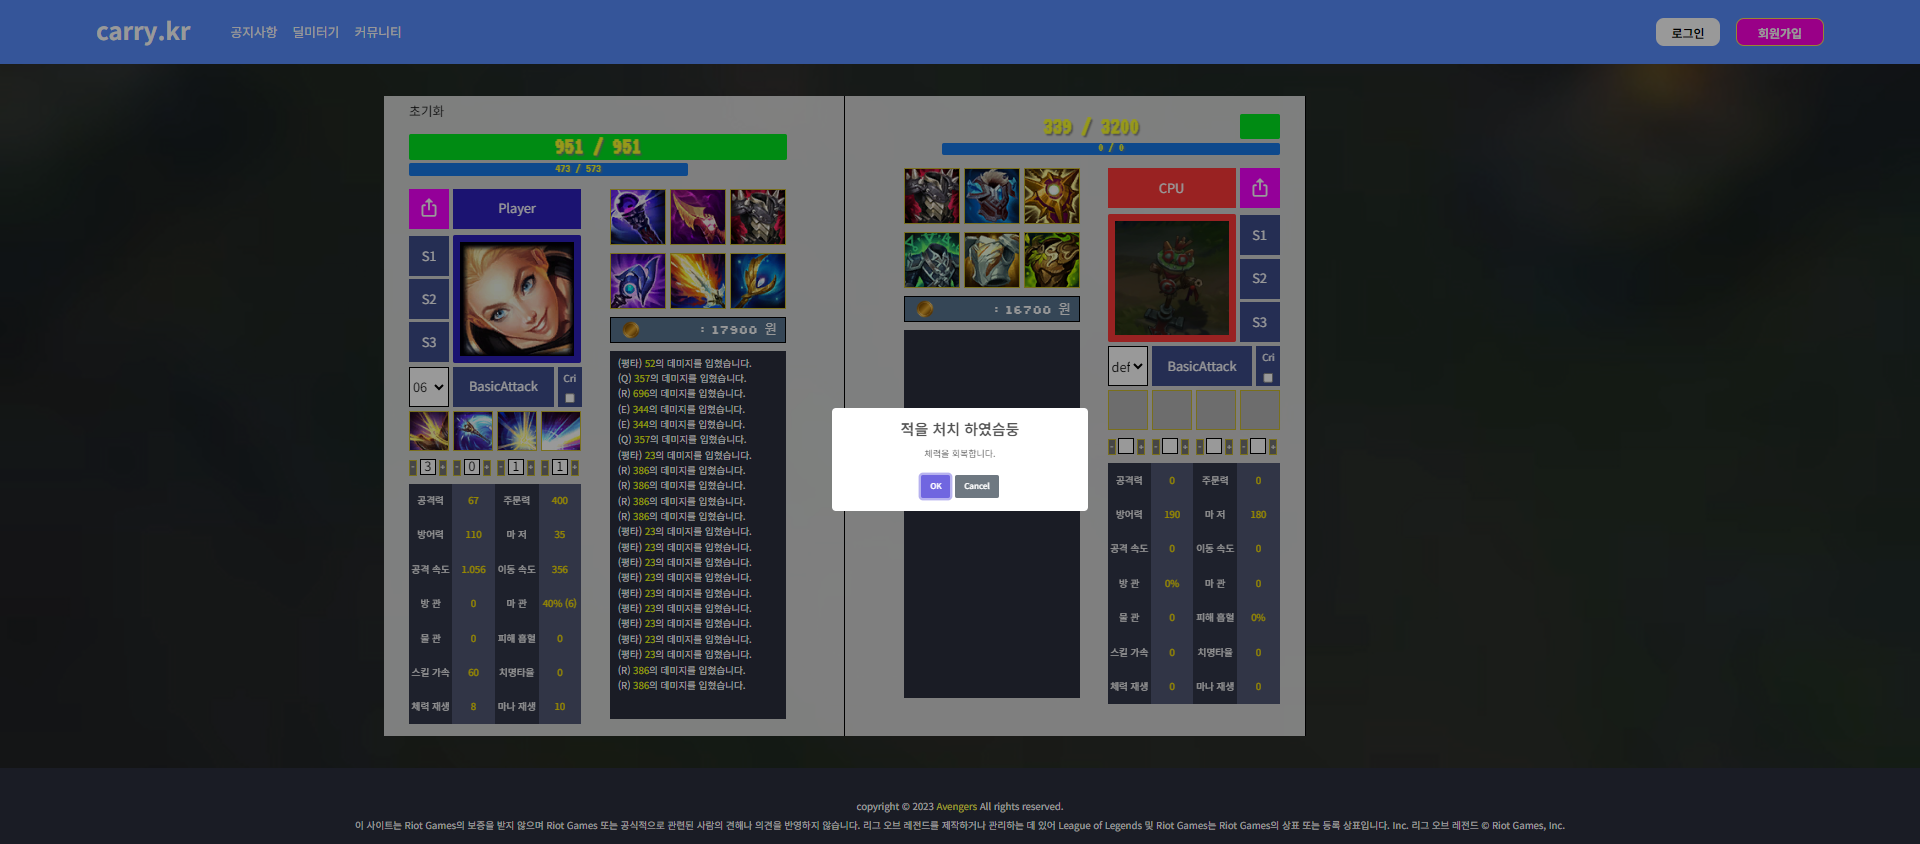 carry.kr 공지사항 딜미터기 커뮤니티 로그인 회원가입
초기화
951 / 951
473 / 573
Player
S1
S2
S3
06 BasicAttack Cri
- 3 + - 0 + - 1 + - 1 +
공격력 67 주문력 400
방어력 110 마 저 35
공격 속도 1.056 이동 속도 356
방 관 0 마 관 40% (6)
물 관 0 피해 흡혈 0
스킬 가속 60 치명타율 0
체력 재생 8 마나 재생 10
: 17900 원
(평타) 52의 데미지를 입혔습니다.
(Q) 357의 데미지를 입혔습니다.
(R) 696의 데미지를 입혔습니다.
(E) 344의 데미지를 입혔습니다.
(E) 344의 데미지를 입혔습니다.
(Q) 357의 데미지를 입혔습니다.
(평타) 23의 데미지를 입혔습니다.
(R) 386의 데미지를 입혔습니다.
(R) 386의 데미지를 입혔습니다.
(R) 386의 데미지를 입혔습니다.
(R) 386의 데미지를 입혔습니다.
(평타) 23의 데미지를 입혔습니다.
(평타) 23의 데미지를 입혔습니다.
(평타) 23의 데미지를 입혔습니다.
(평타) 23의 데미지를 입혔습니다.
(평타) 23의 데미지를 입혔습니다.
(평타) 23의 데미지를 입혔습니다.
(평타) 23의 데미지를 입혔습니다.
(평타) 23의 데미지를 입혔습니다.
(평타) 23의 데미지를 입혔습니다.
(R) 386의 데미지를 입혔습니다.
(R) 386의 데미지를 입혔습니다.
적을 처치 하였슴둥
체력을 회복합니다.
OK Cancel
339 / 3200
0 / 0
: 16700 원
CPU
S1
S2
S3
def BasicAttack Cri
- + - + - + - +
공격력 0 주문력 0
방어력 190 마 저 180
공격 속도 0 이동 속도 0
방 관 0% 마 관 0
물 관 0 피해 흡혈 0%
스킬 가속 0 치명타율 0
체력 재생 0 마나 재생 0
copyright © 2023 Avengers All rights reserved.
이 사이트는 Riot Games의 보증을 받지 않으며 Riot Games 또는 공식적으로 관련된 사람의 견해나 의견을 반영하지 않습니다. 리그 오브 레전드를 제작하거나 관리하는 데 있어 League of Legends 및 Riot Games는 Riot Games의 상표 또는 등록 상표입니다. Inc. 리그 오브 레전드 © Riot Games, Inc.